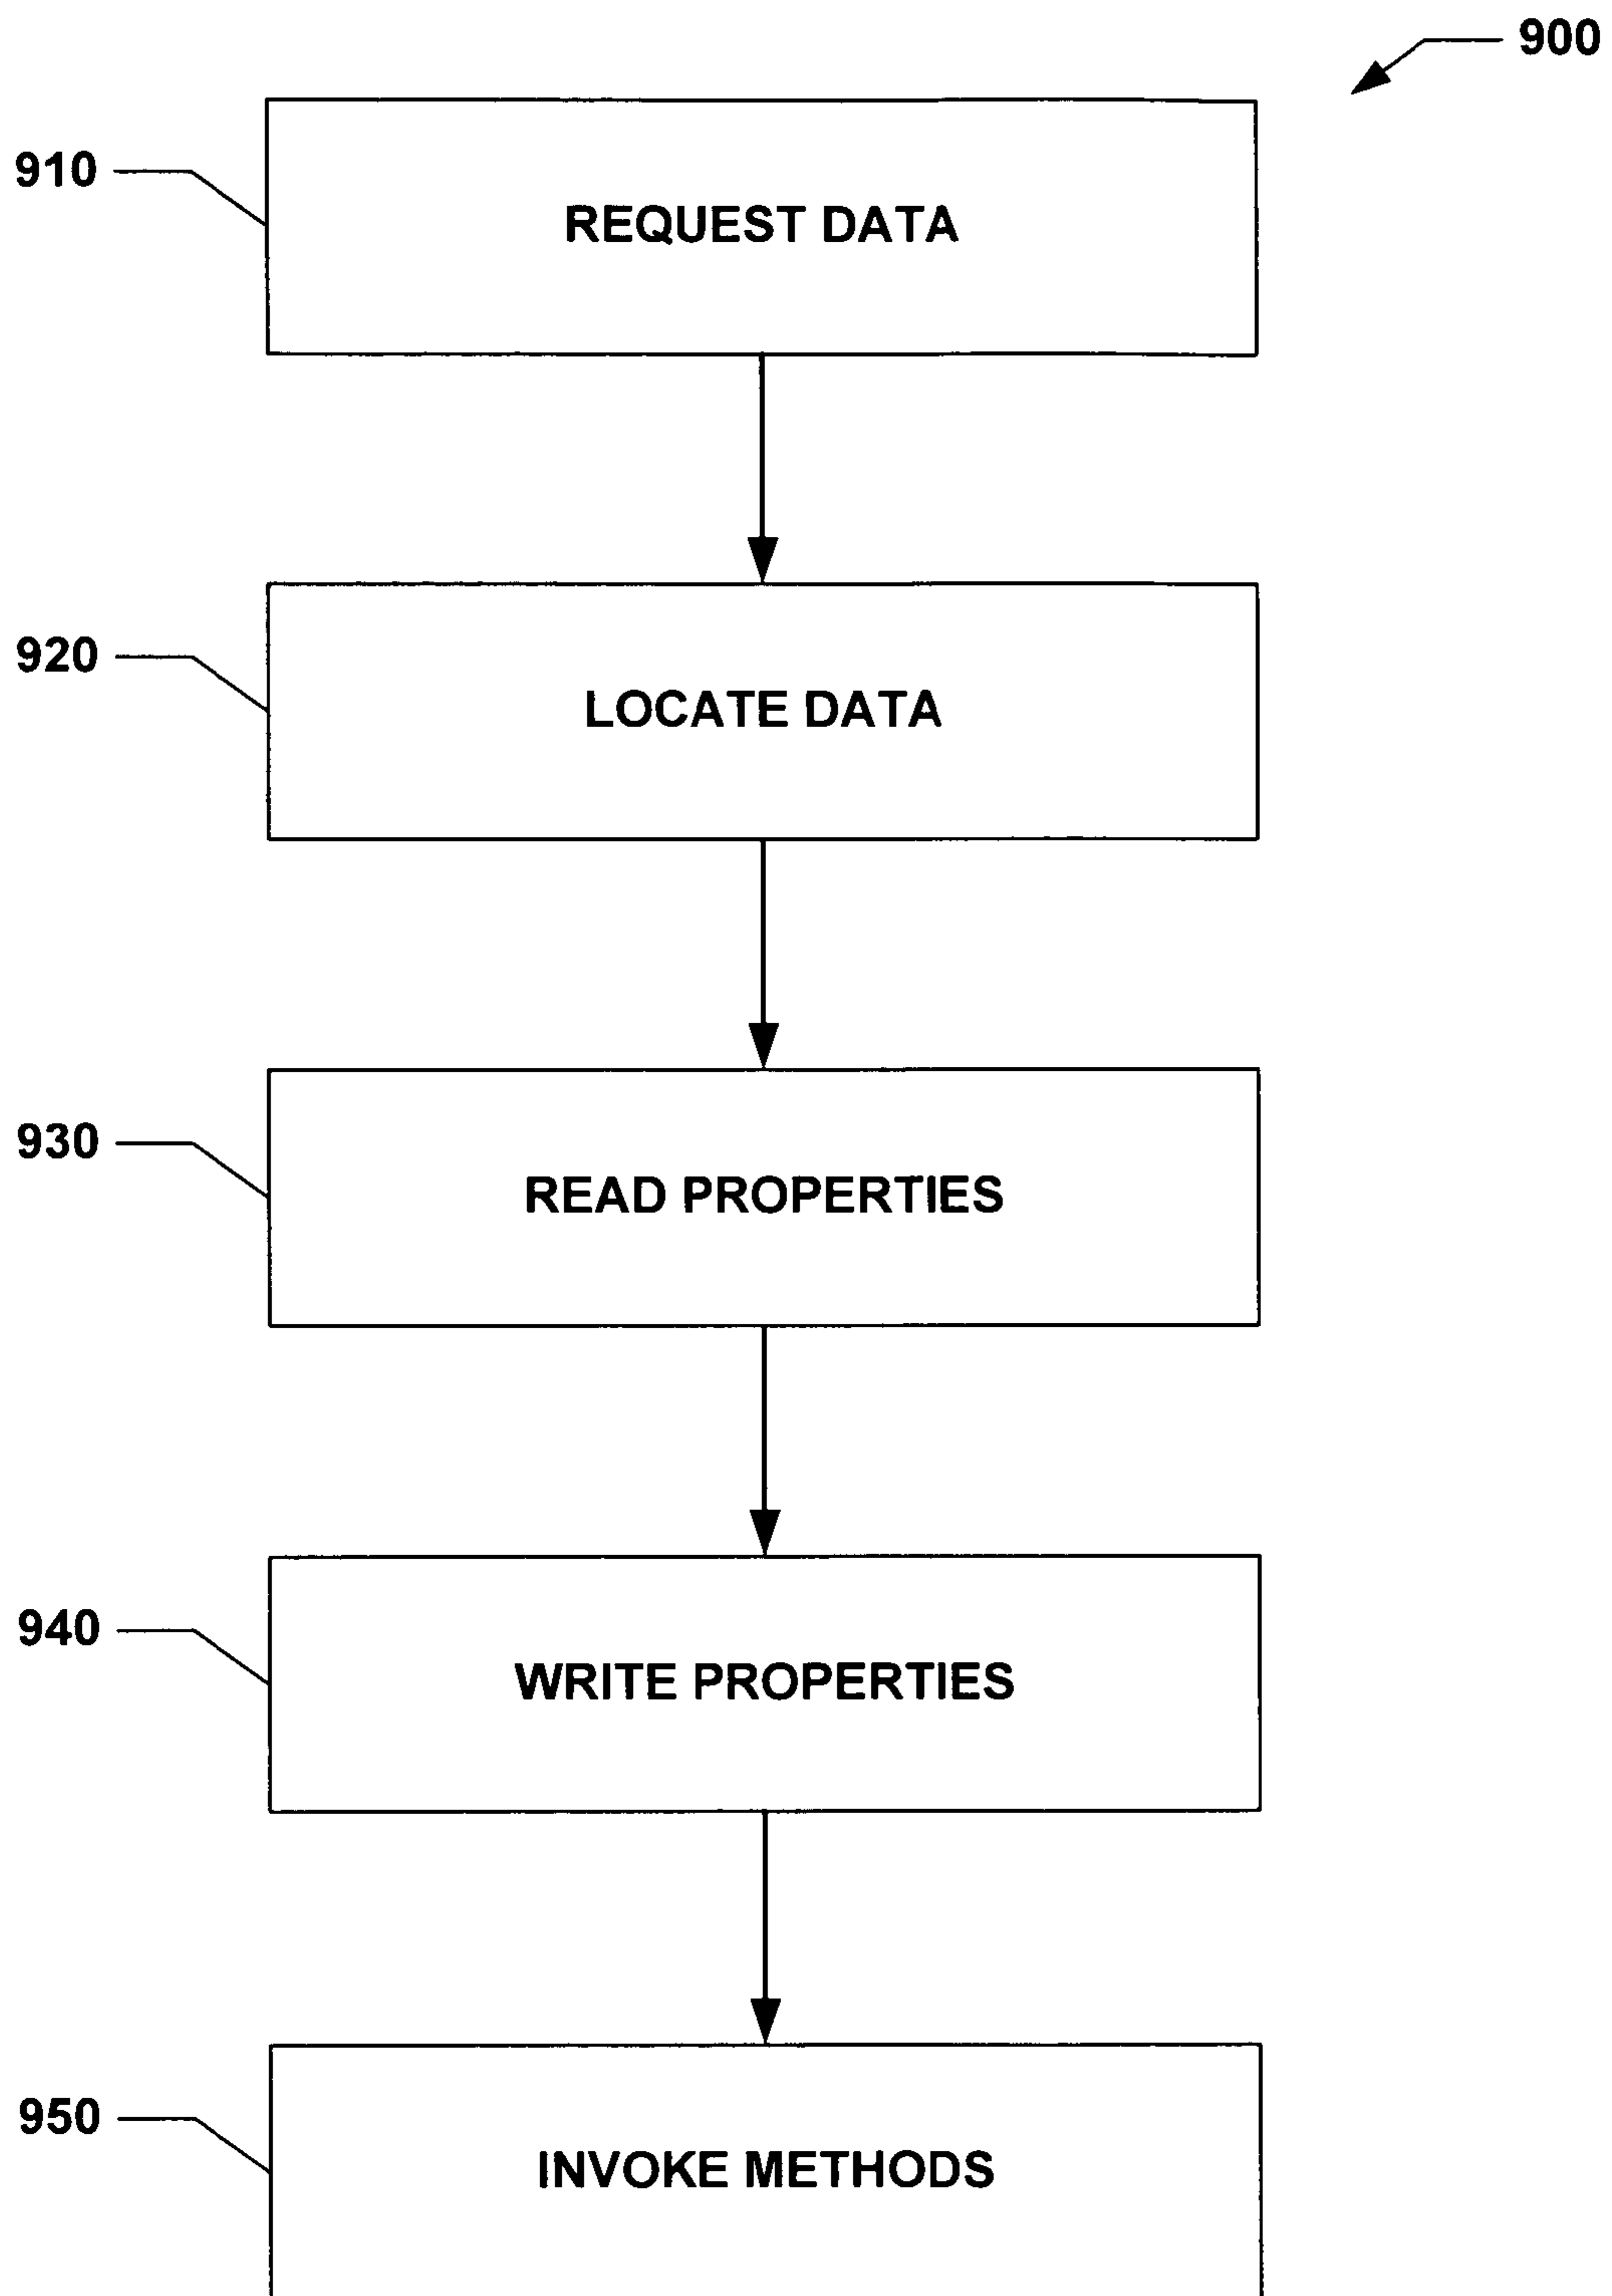 900
910
REQUEST DATA
920
LOCATE DATA
930
READ PROPERTIES
940
WRITE PROPERTIES
950
INVOKE METHODS